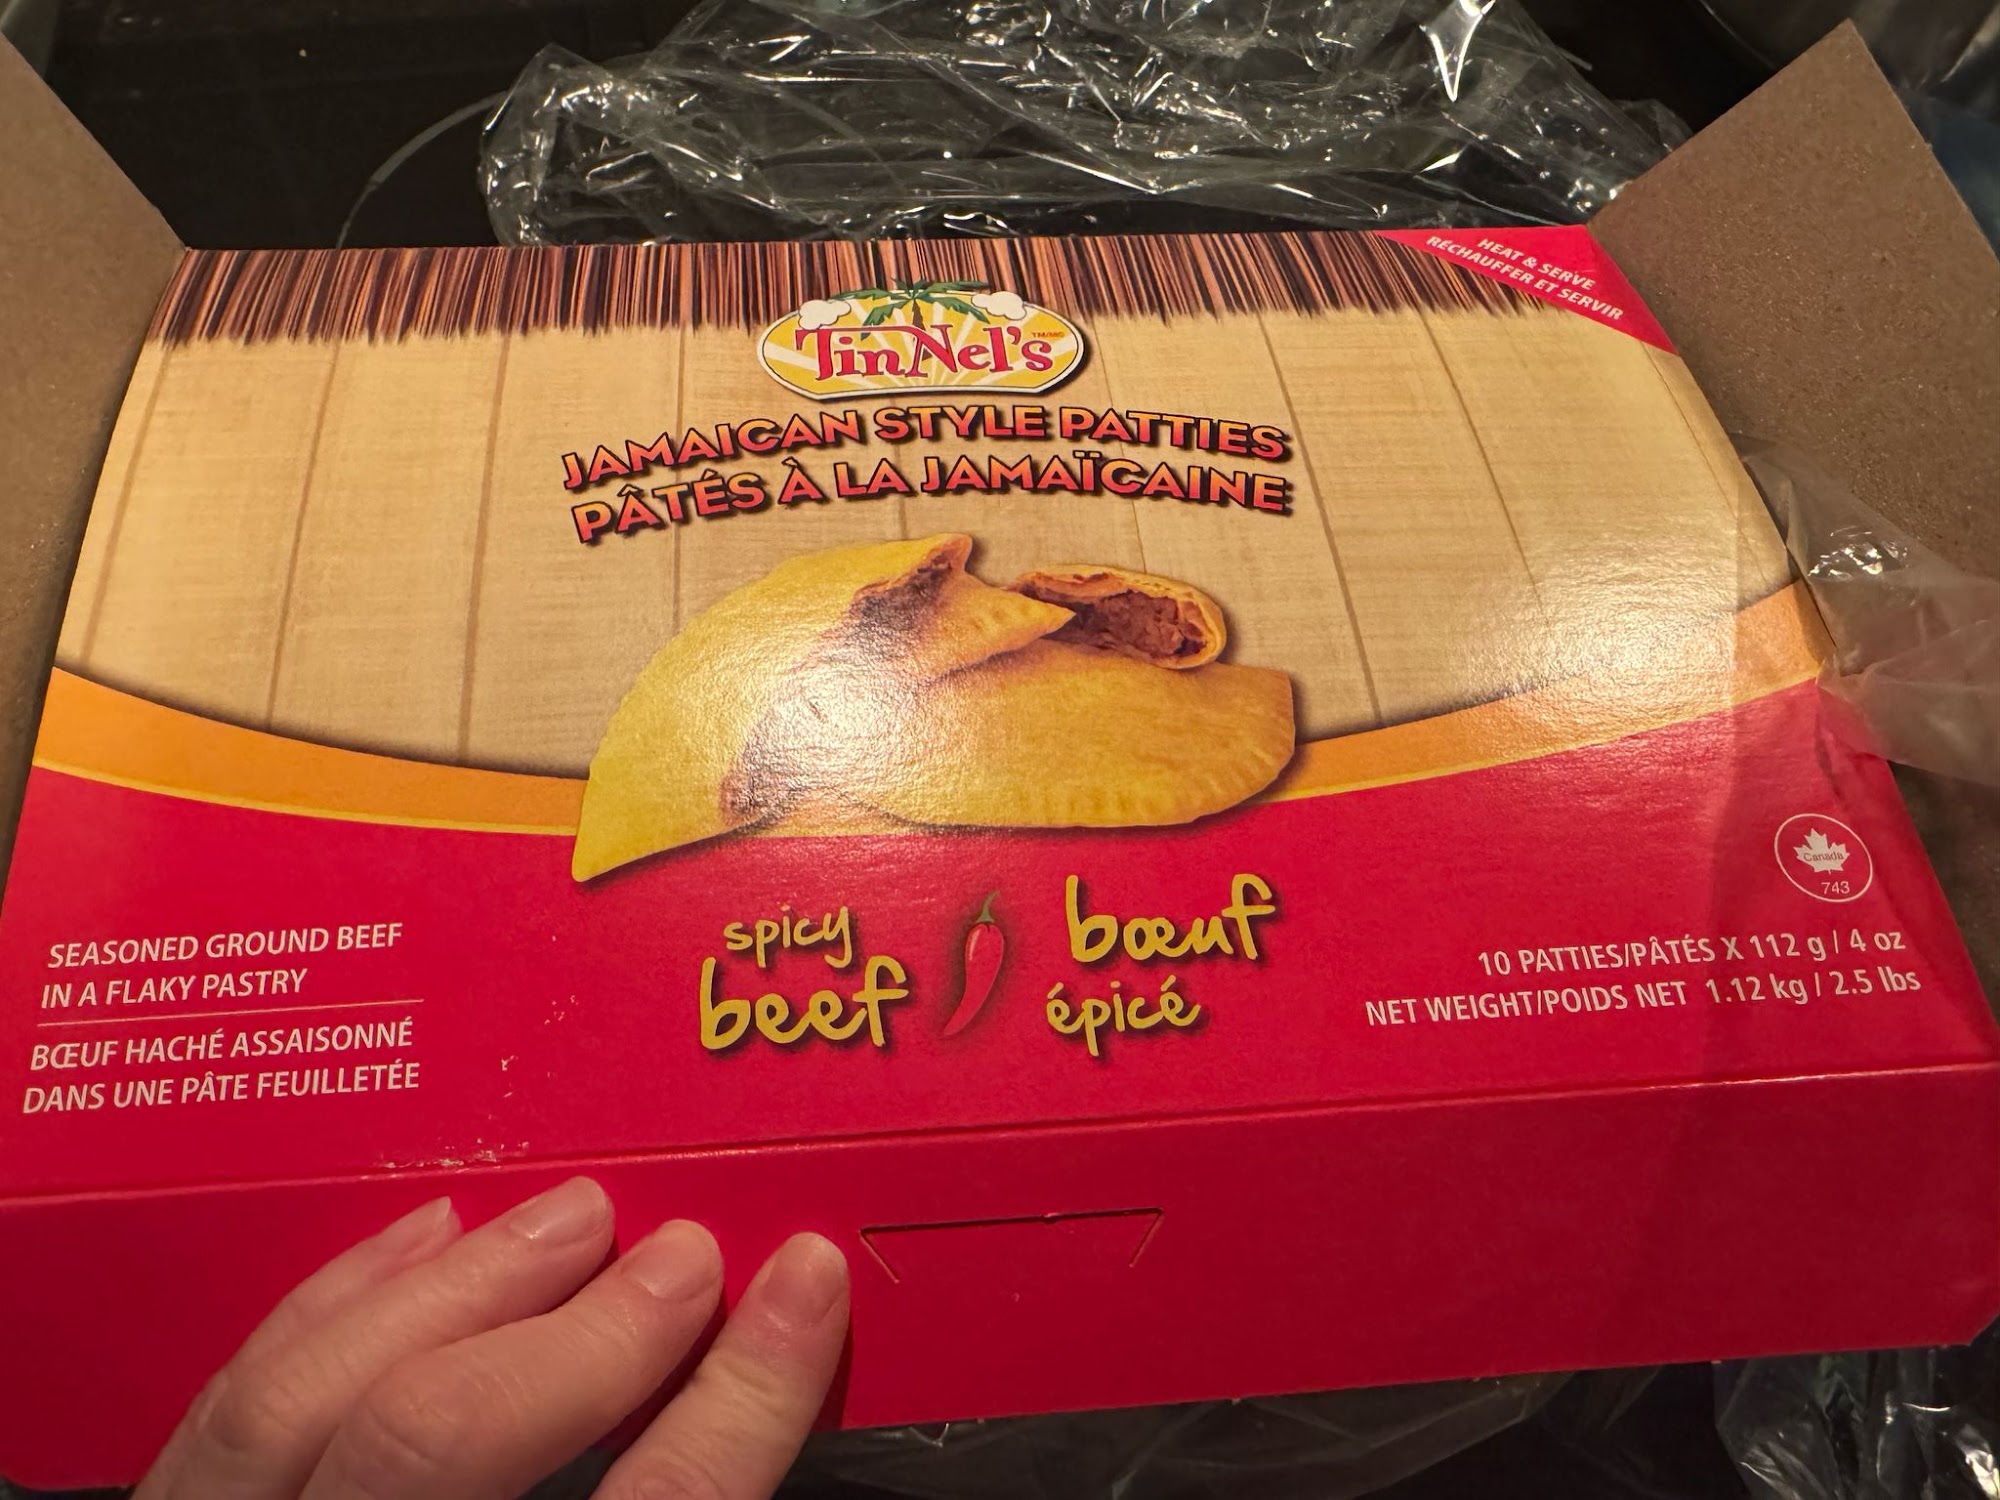 HEAT & SERVE
RÉCHAUFFER ET SERVIR
TinNel's TM/MC
JAMAICAN STYLE PATTIES
PÂTÉS À LA JAMAÏCAINE
SEASONED GROUND BEEF
IN A FLAKY PASTRY
BŒUF HACHÉ ASSAISONNÉ
DANS UNE PÂTE FEUILLETÉE
spicy
beef
bœuf
épicé
Canada
743
10 PATTIES/PÂTÉS X 112 g / 4 oz
NET WEIGHT/POIDS NET 1.12 kg / 2.5 lbs